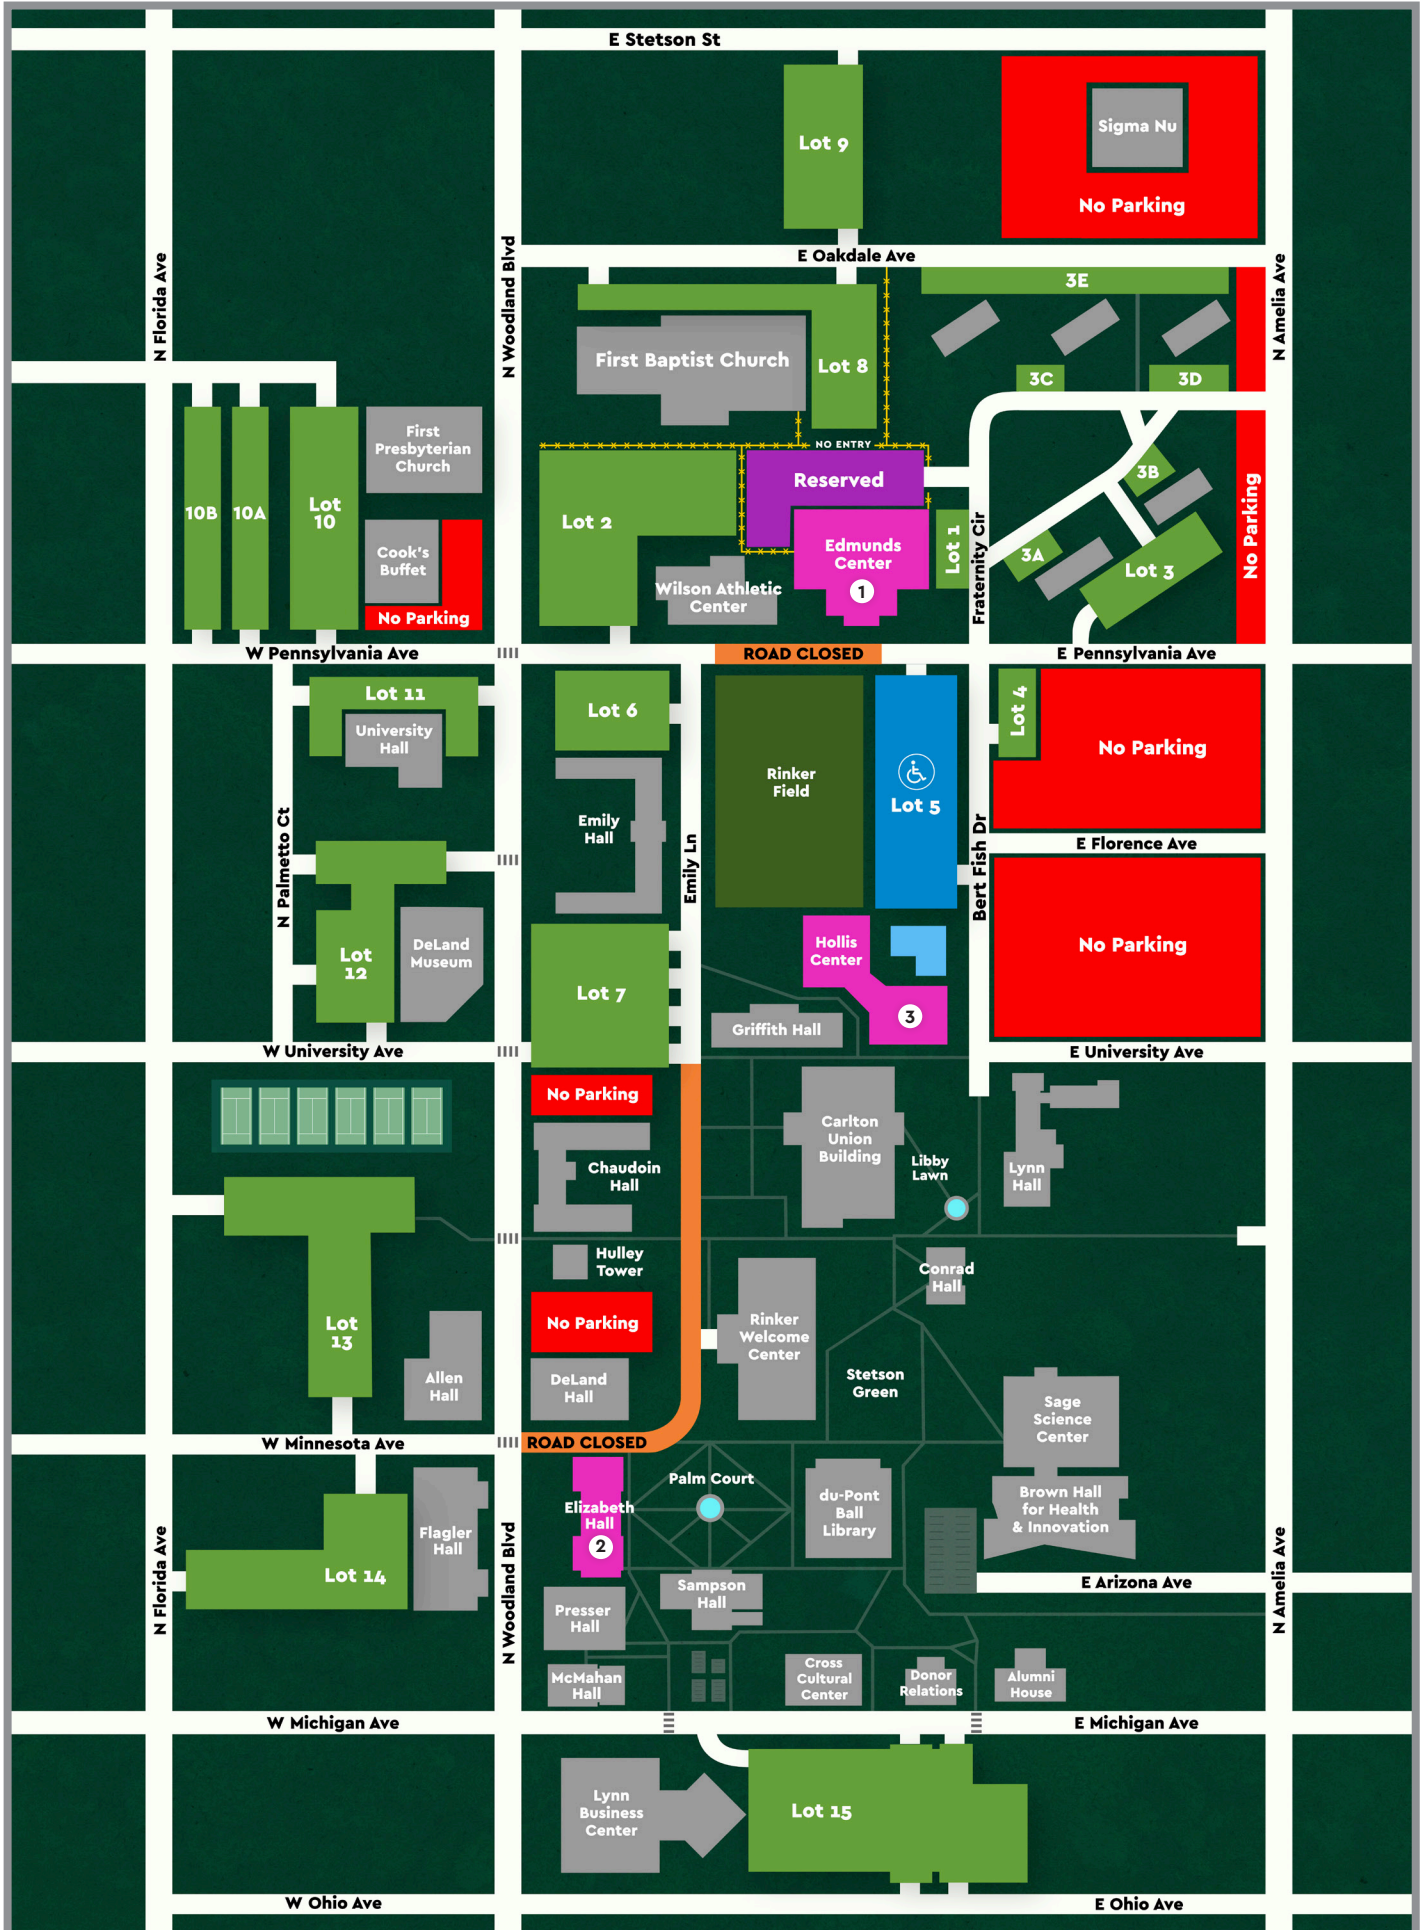 E Stetson St
Lot 9
Sigma Nu
No Parking
E Oakdale Ave
N Florida Ave
N Woodland Blvd
N Amelia Ave
3E
First Baptist Church
Lot 8
3C
3D
First
Presbyterian
Church
NO ENTRY
Reserved
3B
10B
10A
Lot
10
Lot 2
Cook's
Buffet
No Parking
Edmunds
Center
1
Lot 1
Fraternity Cir
3A
Lot 3
No Parking
Wilson Athletic
Center
W Pennsylvania Ave
ROAD CLOSED
E Pennsylvania Ave
Lot 11
University
Hall
Lot 6
Lot 4
No Parking
Rinker
Field
Lot 5
Emily
Hall
N Palmetto Ct
Emily Ln
Bert Fish Dr
E Florence Ave
Lot
12
DeLand
Museum
Lot 7
Hollis
Center
No Parking
3
Griffith Hall
W University Ave
E University Ave
No Parking
Chaudoin
Hall
Carlton
Union
Building
Libby
Lawn
Lynn
Hall
Hulley
Tower
Conrad
Hall
No Parking
Lot
13
Allen
Hall
DeLand
Hall
Rinker
Welcome
Center
Stetson
Green
Sage
Science
Center
W Minnesota Ave
ROAD CLOSED
Palm Court
Elizabeth
Hall
2
du-Pont
Ball
Library
Brown Hall
for Health
& Innovation
Flagler
Hall
Lot 14
N Florida Ave
N Woodland Blvd
N Amelia Ave
E Arizona Ave
Sampson
Hall
Presser
Hall
McMahan
Hall
Cross
Cultural
Center
Donor
Relations
Alumni
House
W Michigan Ave
E Michigan Ave
Lynn
Business
Center
Lot 15
W Ohio Ave
E Ohio Ave